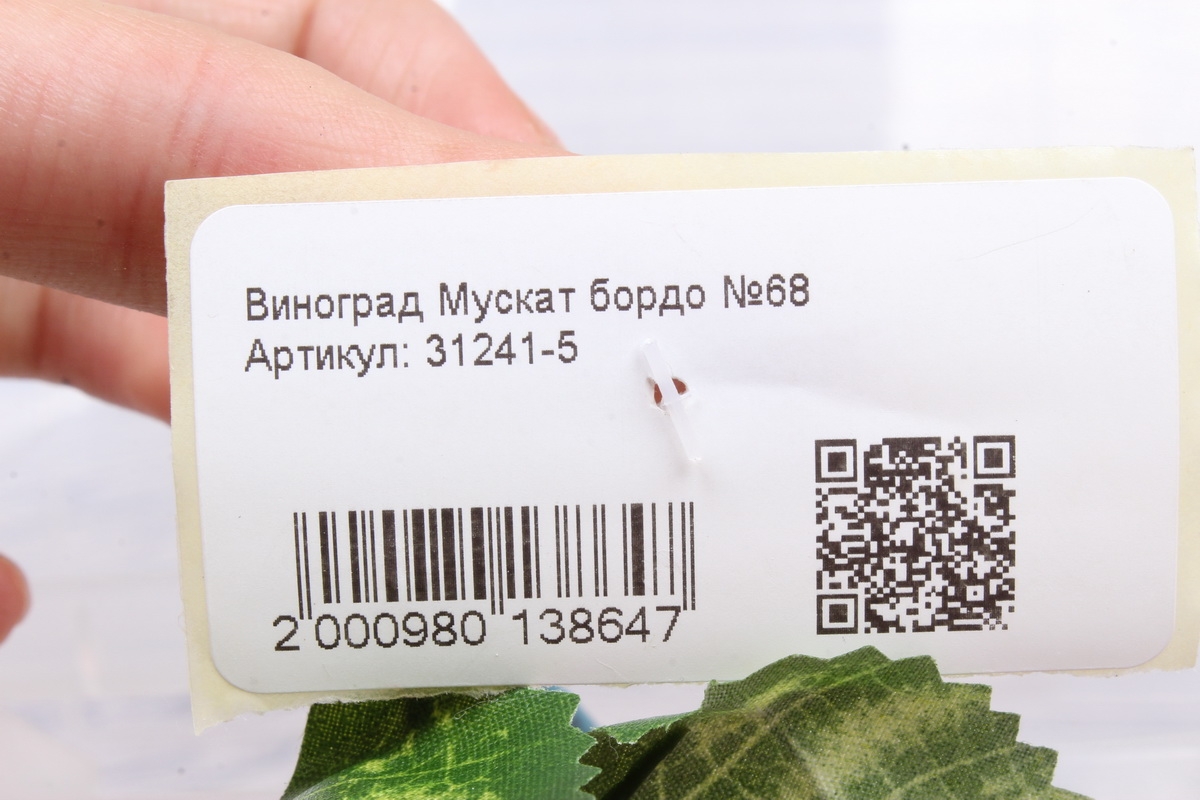 Виноград Мускат бордо №68
Артикул: 31241-5
2 000980 138647